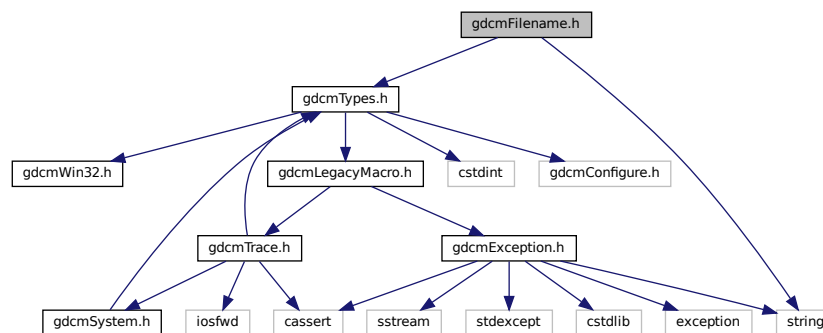 gdcmFilename.h
gdcmTypes.h
gdcmWin32.h
gdcmLegacyMacro.h
cstdint
gdcmConfigure.h
gdcmTrace.h
gdcmException.h
gdcmSystem.h
iosfwd
cassert
sstream
stdexcept
cstdlib
exception
string